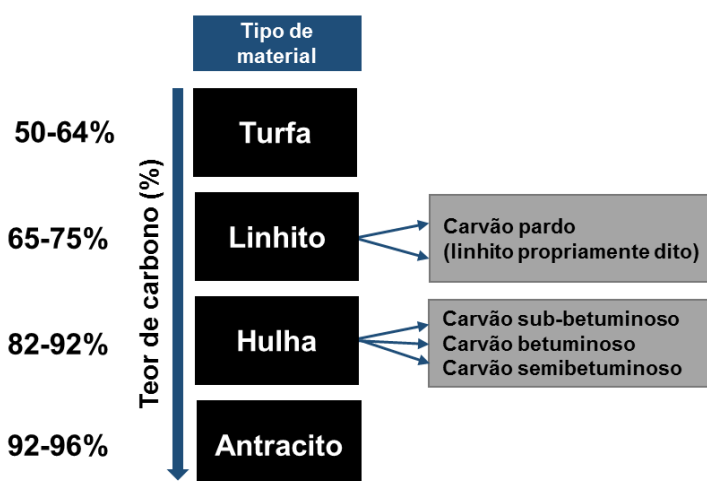 Tipo de
material
Teor de carbono (%)
50-64%
Turfa
65-75%
Linhito
Carvão pardo
(linhito propriamente dito)
82-92%
Hulha
Carvão sub-betuminoso
Carvão betuminoso
Carvão semibetuminoso
92-96%
Antracito